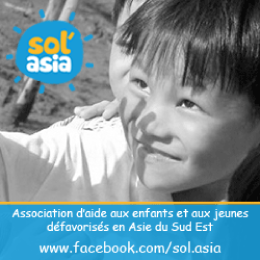 sol'
asia
Association d'aide aux enfants et aux jeunes
défavorisés en Asie du Sud Est
www.facebook.com/sol.asia